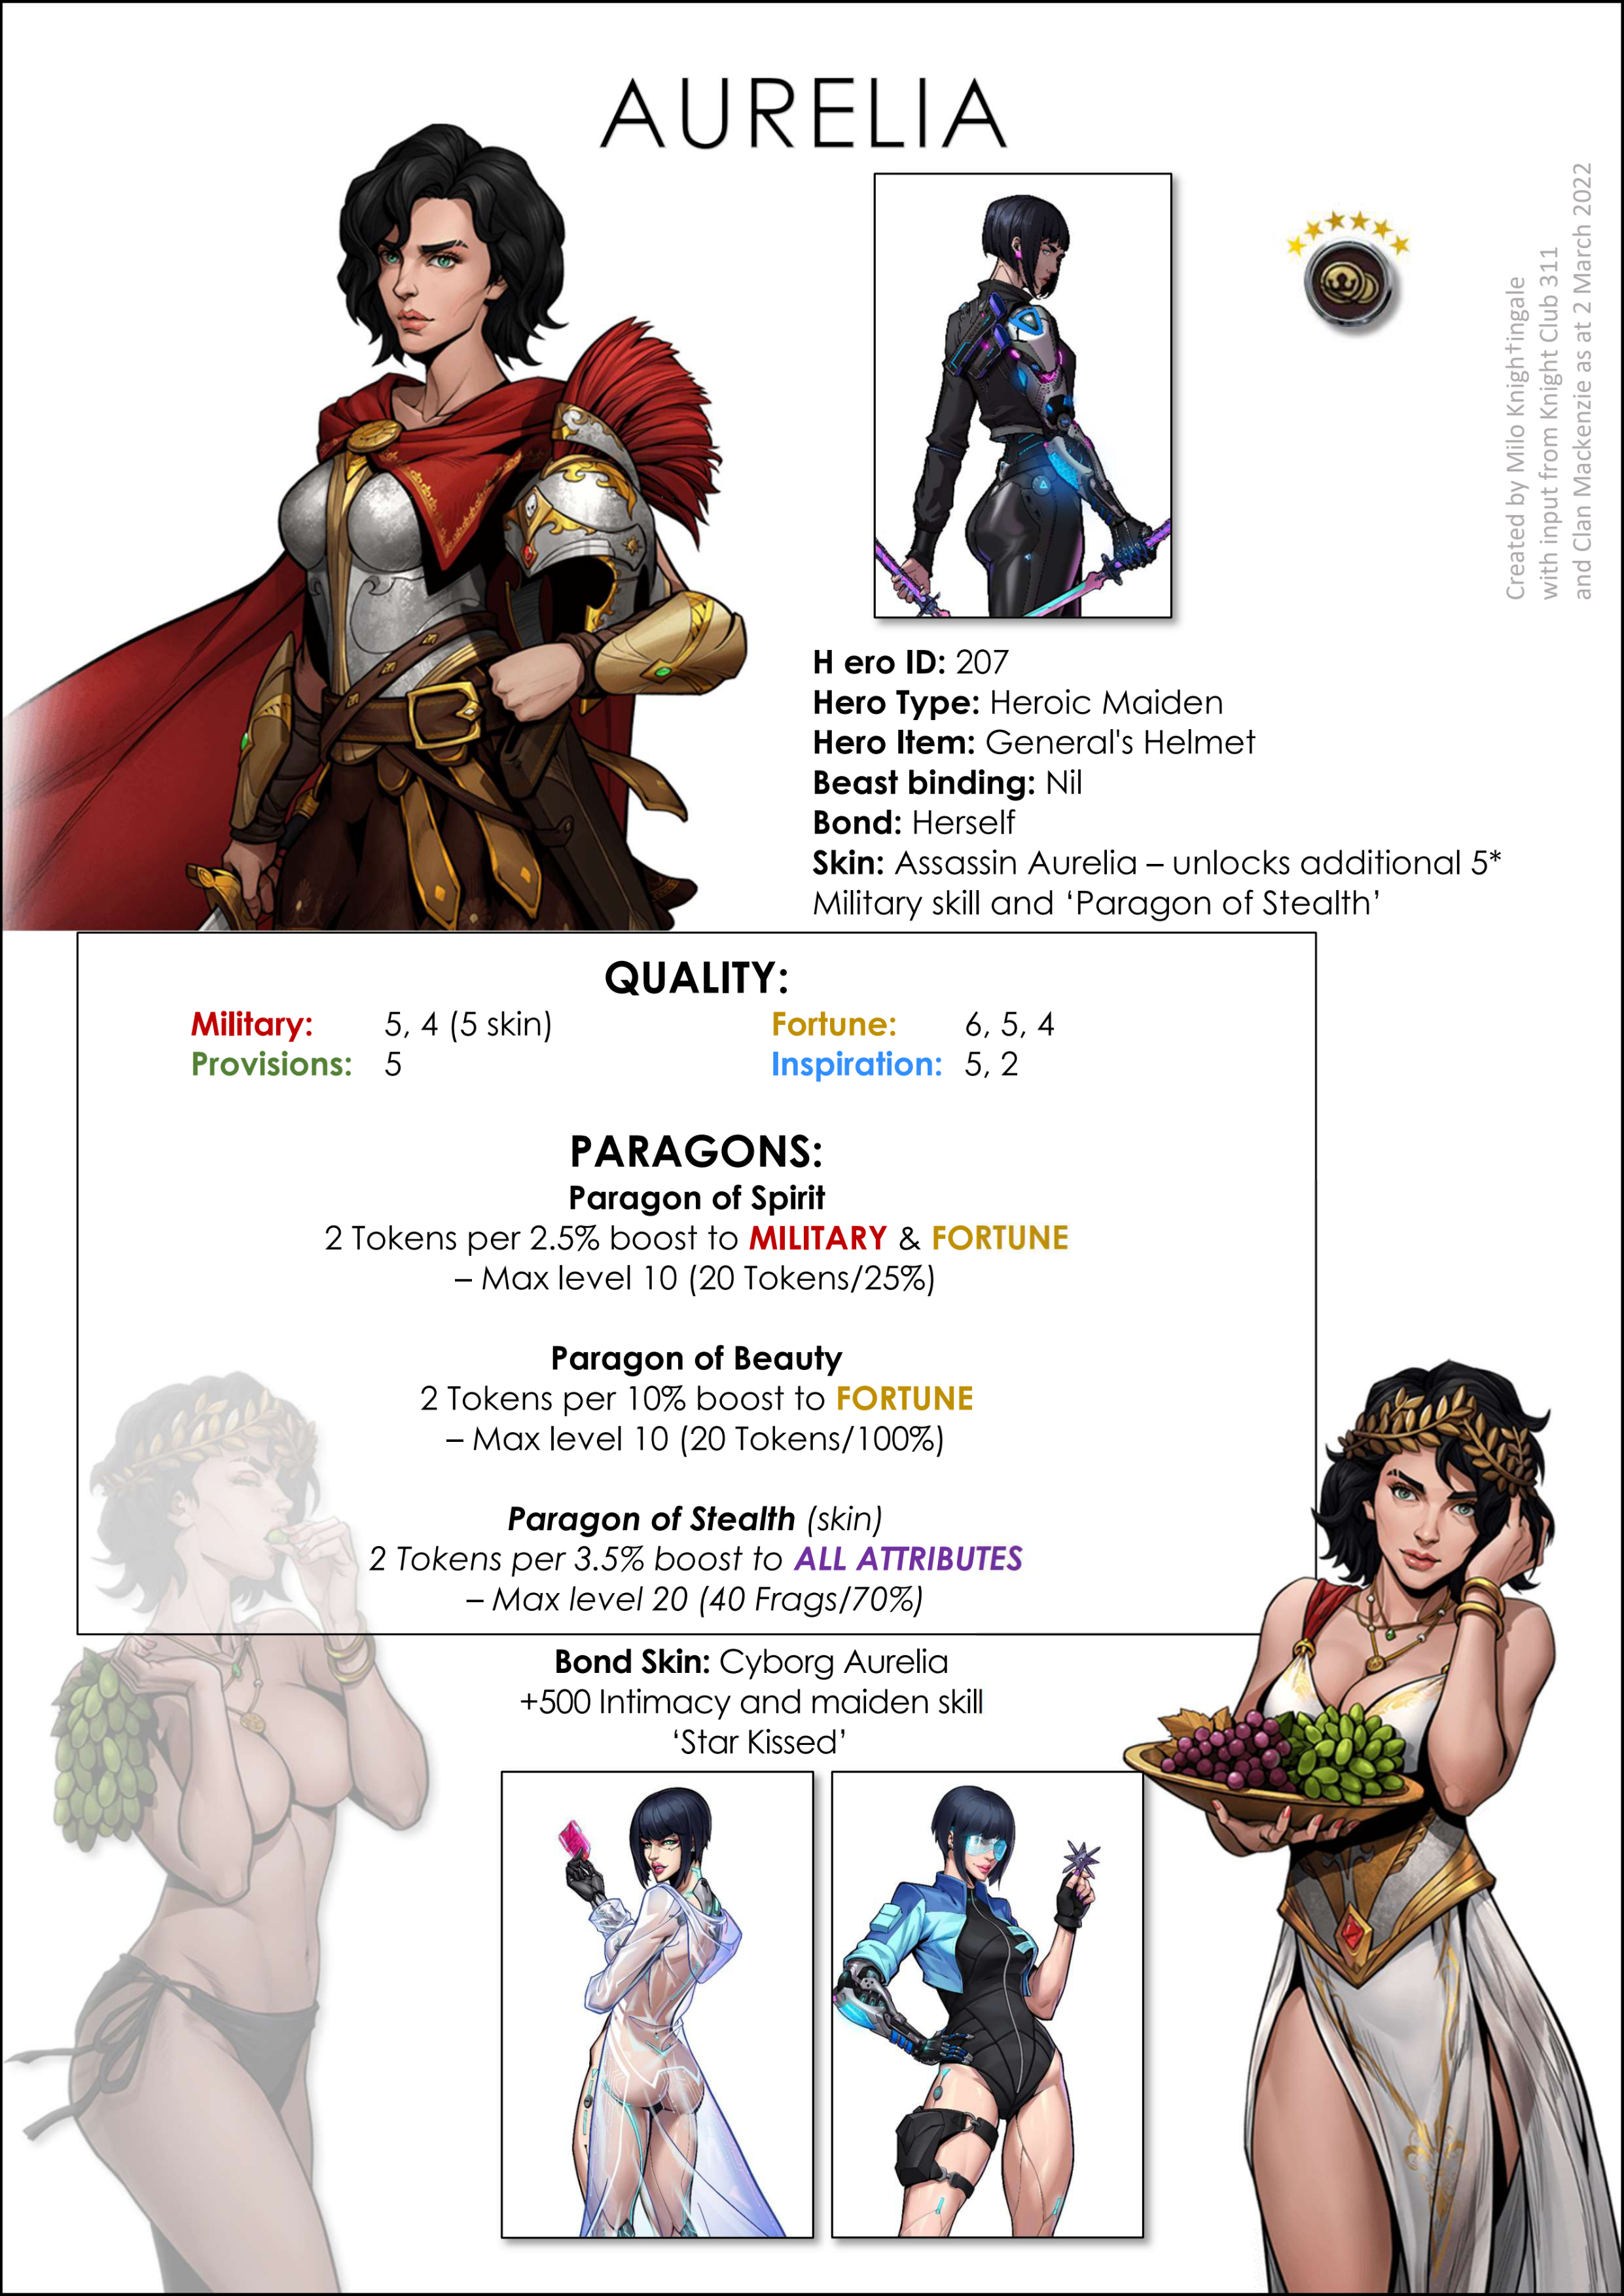 AURELIA
Created by Milo Knigh†ingale
with input from Knight Club 311
and Clan Mackenzie as at 2 March 2022
H ero ID: 207
Hero Type: Heroic Maiden
Hero Item: General's Helmet
Beast binding: Nil
Bond: Herself
Skin: Assassin Aurelia – unlocks additional 5*
Military skill and ‘Paragon of Stealth’
QUALITY:
Military: 5, 4 (5 skin) Fortune: 6, 5, 4
Provisions: 5 Inspiration: 5, 2
PARAGONS:
Paragon of Spirit
2 Tokens per 2.5% boost to MILITARY & FORTUNE
– Max level 10 (20 Tokens/25%)
Paragon of Beauty
2 Tokens per 10% boost to FORTUNE
– Max level 10 (20 Tokens/100%)
Paragon of Stealth (skin)
2 Tokens per 3.5% boost to ALL ATTRIBUTES
– Max level 20 (40 Frags/70%)
Bond Skin: Cyborg Aurelia
+500 Intimacy and maiden skill
‘Star Kissed’